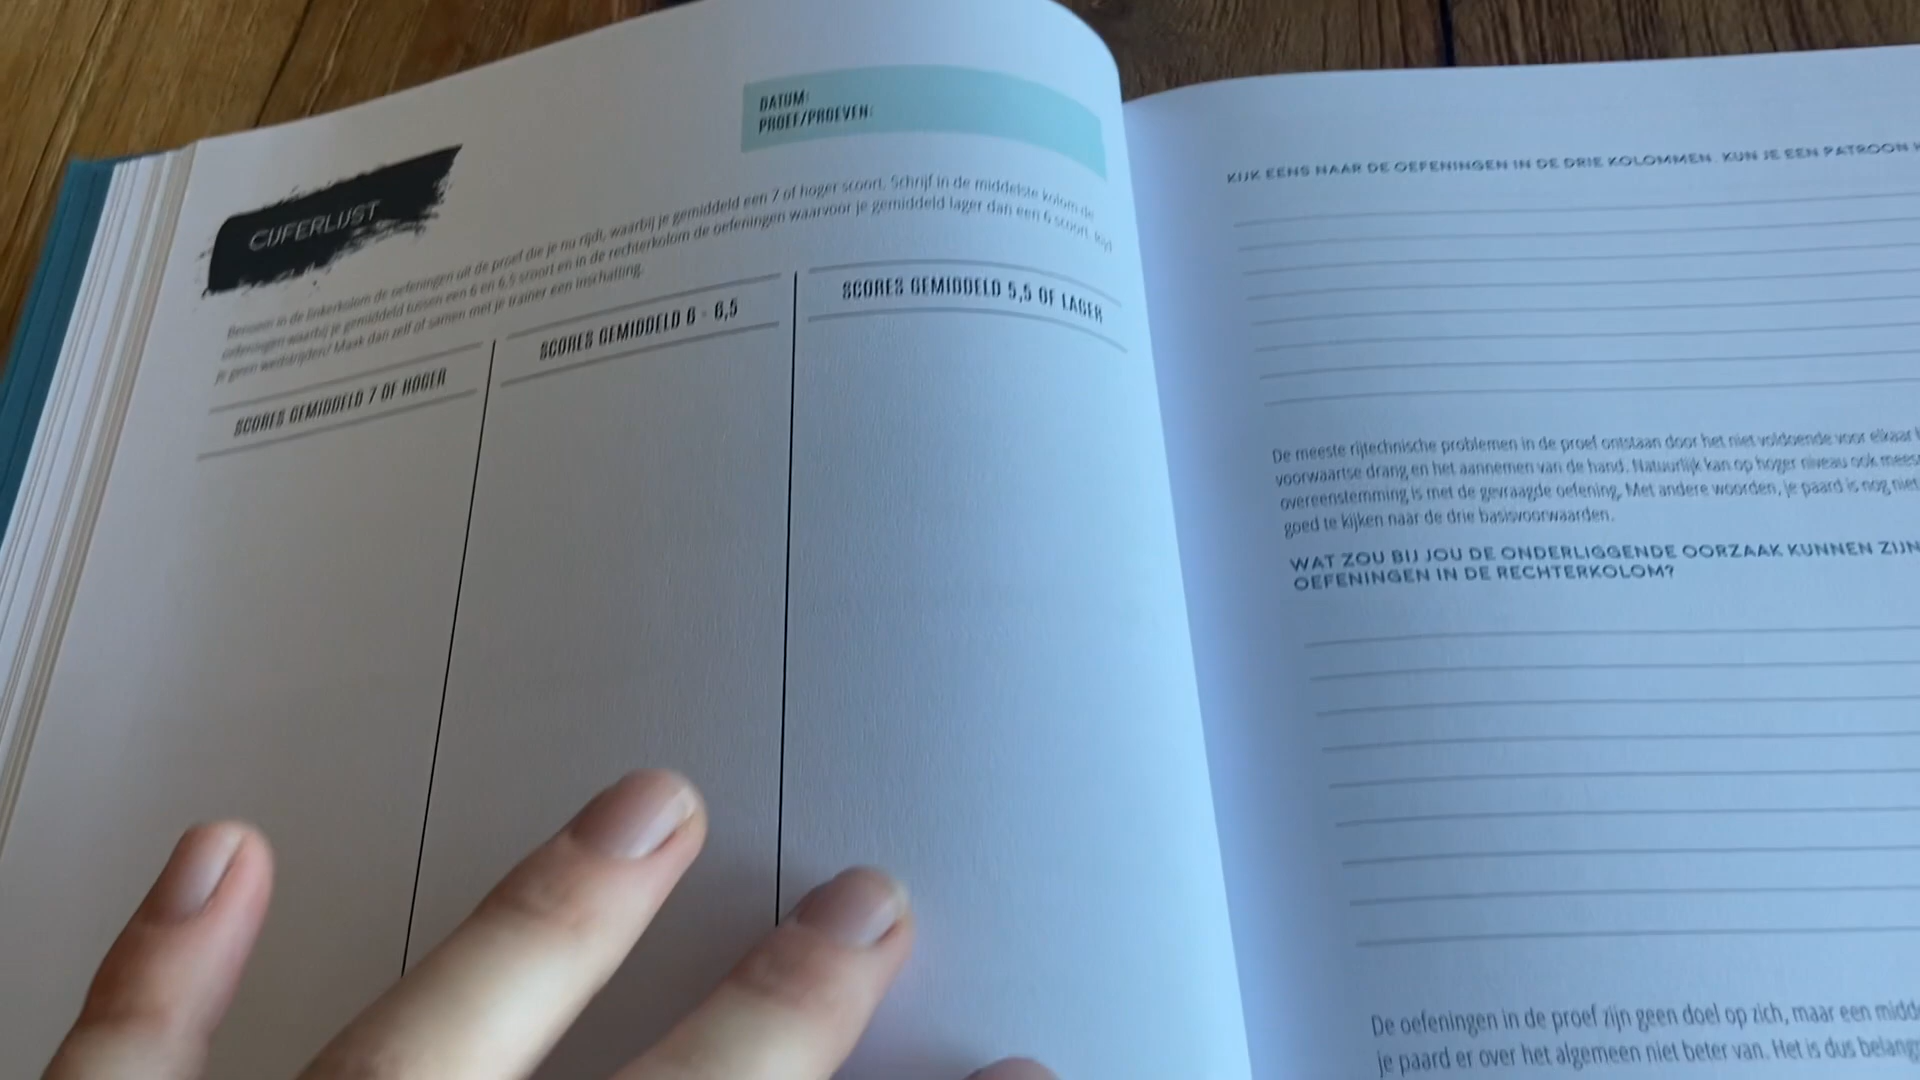 DATUM:
PROEF/PROEVEN:
CIJFERLIJST
Benoem in de linkerkolom de oefeningen uit de proef die je nu rijdt, waarbij je gemiddeld een 7 of hoger scoort. Schrijf in de middelste kolom de
oefeningen waarbij je gemiddeld tussen een 6 en 6,5 scoort en in de rechterkolom de oefeningen waarvoor je gemiddeld lager dan een 6 scoort. Rijd
je geen wedstrijden? Maak dan zelf of samen met je trainer een inschatting.
SCORES GEMIDDELD 7 OF HOGER
SCORES GEMIDDELD 6 - 6,5
SCORES GEMIDDELD 5,5 OF LAGER
KIJK EENS NAAR DE OEFENINGEN IN DE DRIE KOLOMMEN. KUN JE EEN PATROON
De meeste rijtechnische problemen in de proef ontstaan door het niet voldoende voor elkaar
voorwaartse drang en het aannemen van de hand. Natuurlijk kan op hoger niveau ook
overeenstemming is met de gevraagde oefening. Met andere woorden, je paard is nog niet
goed te kijken naar de drie basisvoorwaarden.
WAT ZOU BIJ JOU DE ONDERLIGGENDE OORZAAK KUNNEN ZIJN
OEFENINGEN IN DE RECHTERKOLOM?
De oefeningen in de proef zijn geen doel op zich, maar een
je paard er over het algemeen niet beter van. Het is dus